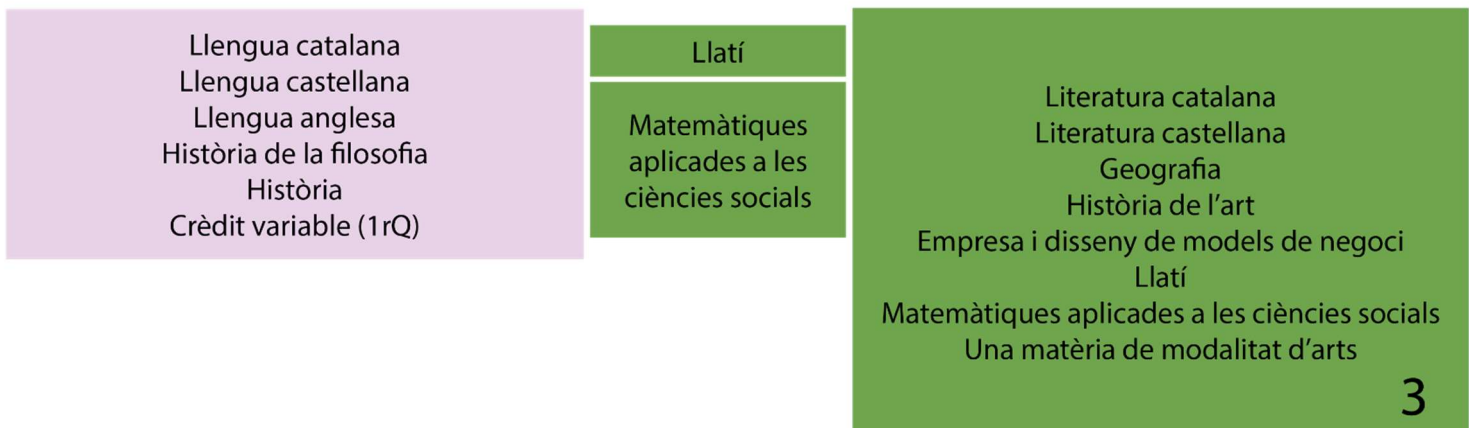 Llengua catalana
Llengua castellana
Llengua anglesa
Història de la filosofia
Història
Crèdit variable (1rQ)
Llatí
Matemàtiques
aplicades a les
ciències socials
Literatura catalana
Literatura castellana
Geografia
Història de l'art
Empresa i disseny de models de negoci
Llatí
Matemàtiques aplicades a les ciències socials
Una matèria de modalitat d'arts
3